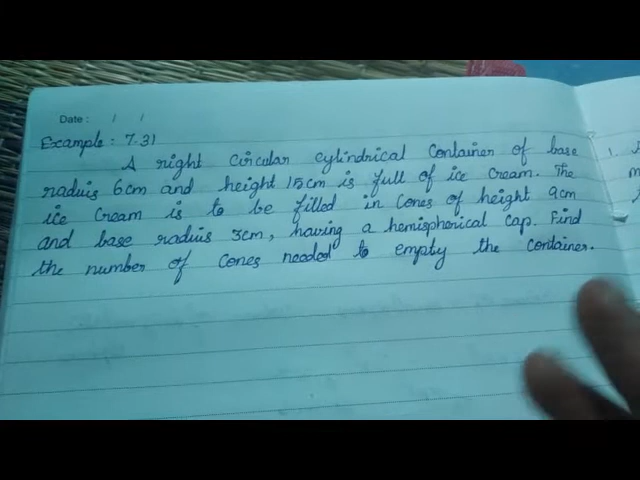 Date : / /
Example : 7.31
A right circular cylindrical Container of base
raduis 6cm and height 15cm is full of ice cream. The
ice cream is to be filled in Cones of height 9cm
and base radius 3cm, having a hemispherical cap. Find
the number of Cones needed to empty the container.
1.